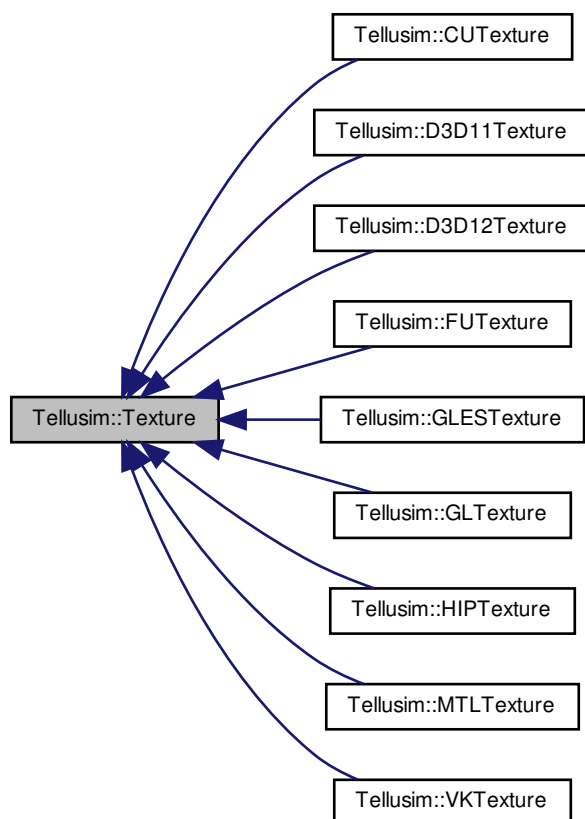 Tellusim::CUTexture
Tellusim::D3D11Texture
Tellusim::D3D12Texture
Tellusim::FUTexture
Tellusim::Texture
Tellusim::GLESTexture
Tellusim::GLTexture
Tellusim::HIPTexture
Tellusim::MTLTexture
Tellusim::VKTexture